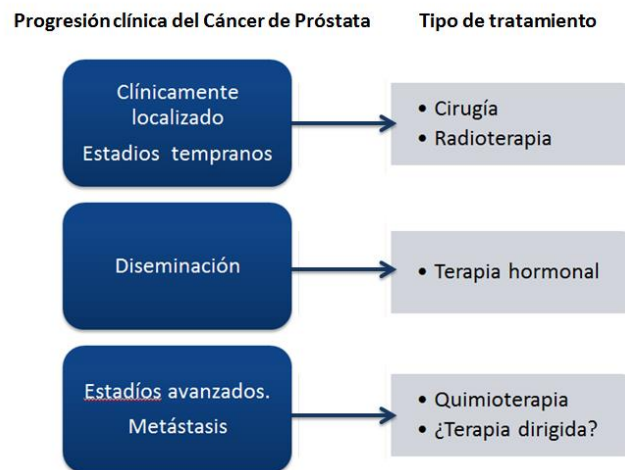 Progresión clínica del Cáncer de Próstata
Tipo de tratamiento
Clínicamente
localizado
Estadios tempranos
• Cirugía
• Radioterapia
Diseminación
• Terapia hormonal
Estadíos avanzados.
Metástasis
• Quimioterapia
• ¿Terapia dirigida?